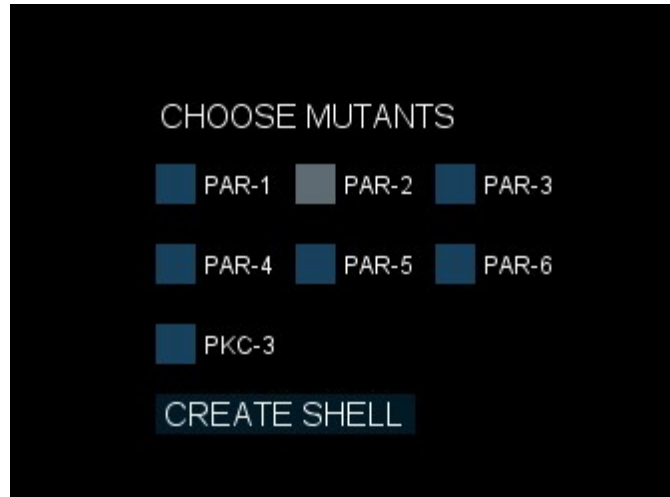 CHOOSE MUTANTS
PAR-1 PAR-2 PAR-3
PAR-4 PAR-5 PAR-6
PKC-3
CREATE SHELL